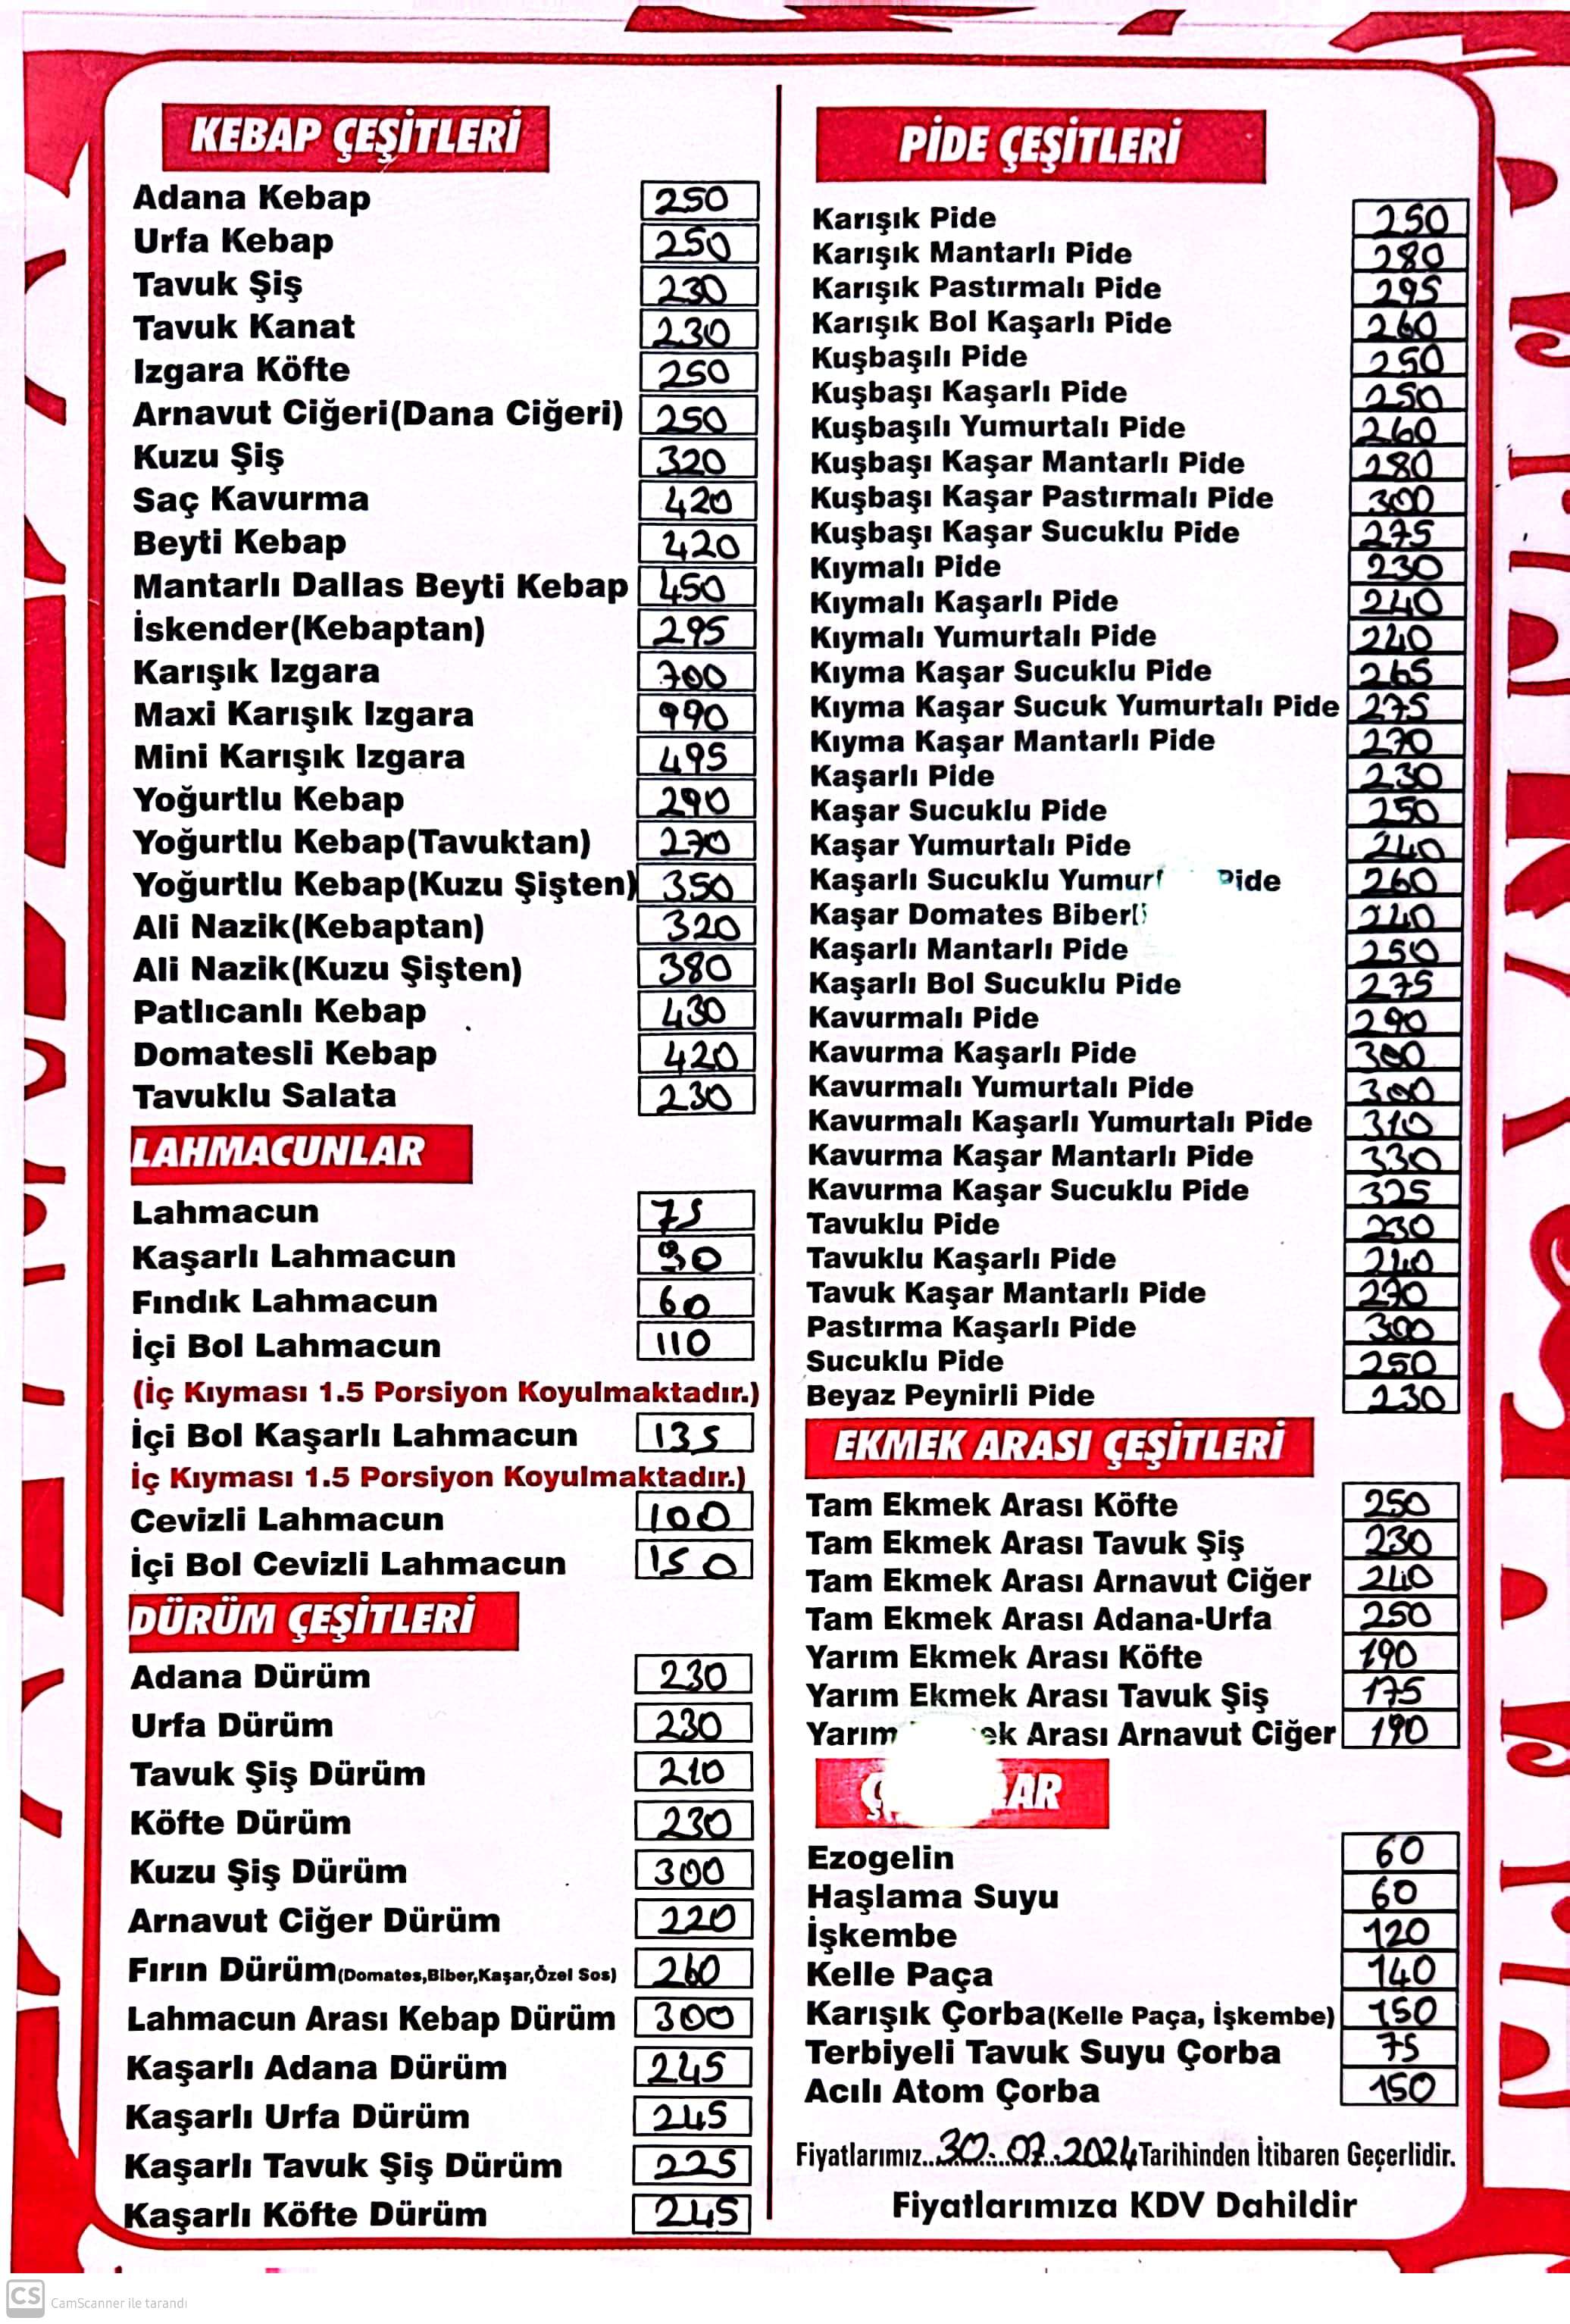 KEBAP ÇEŞİTLERİ
Adana Kebap 250
Urfa Kebap 250
Tavuk Şiş 230
Tavuk Kanat 230
Izgara Köfte 250
Arnavut Ciğeri(Dana Ciğeri) 250
Kuzu Şiş 320
Saç Kavurma 420
Beyti Kebap 420
Mantarlı Dallas Beyti Kebap 450
İskender(Kebaptan) 295
Karışık Izgara 700
Maxi Karışık Izgara 990
Mini Karışık Izgara 495
Yoğurtlu Kebap 290
Yoğurtlu Kebap(Tavuktan) 270
Yoğurtlu Kebap(Kuzu Şişten) 350
Ali Nazik(Kebaptan) 320
Ali Nazik(Kuzu Şişten) 380
Patlıcanlı Kebap 430
Domatesli Kebap 420
Tavuklu Salata 230
LAHMACUNLAR
Lahmacun 75
Kaşarlı Lahmacun 90
Fındık Lahmacun 60
İçi Bol Lahmacun 110
(İç Kıyması 1.5 Porsiyon Koyulmaktadır.)
İçi Bol Kaşarlı Lahmacun 135
İç Kıyması 1.5 Porsiyon Koyulmaktadır.)
Cevizli Lahmacun 100
İçi Bol Cevizli Lahmacun 150
DÜRÜM ÇEŞİTLERİ
Adana Dürüm 230
Urfa Dürüm 230
Tavuk Şiş Dürüm 210
Köfte Dürüm 230
Kuzu Şiş Dürüm 300
Arnavut Ciğer Dürüm 220
Fırın Dürüm(Domates,Biber,Kaşar,Özel Sos) 260
Lahmacun Arası Kebap Dürüm 300
Kaşarlı Adana Dürüm 245
Kaşarlı Urfa Dürüm 245
Kaşarlı Tavuk Şiş Dürüm 225
Kaşarlı Köfte Dürüm 245
PİDE ÇEŞİTLERİ
Karışık Pide 250
Karışık Mantarlı Pide 280
Karışık Pastırmalı Pide 295
Karışık Bol Kaşarlı Pide 260
Kuşbaşılı Pide 250
Kuşbaşı Kaşarlı Pide 250
Kuşbaşılı Yumurtalı Pide 260
Kuşbaşı Kaşar Mantarlı Pide 280
Kuşbaşı Kaşar Pastırmalı Pide 300
Kuşbaşı Kaşar Sucuklu Pide 275
Kıymalı Pide 230
Kıymalı Kaşarlı Pide 240
Kıymalı Yumurtalı Pide 240
Kıyma Kaşar Sucuklu Pide 265
Kıyma Kaşar Sucuk Yumurtalı Pide 275
Kıyma Kaşar Mantarlı Pide 270
Kaşarlı Pide 230
Kaşar Sucuklu Pide 250
Kaşar Yumurtalı Pide 240
Kaşarlı Sucuklu Pide 260
Kaşar Domates Biberli 240
Kaşarlı Mantarlı Pide 250
Kaşarlı Bol Sucuklu Pide 275
Kavurmalı Pide 290
Kavurma Kaşarlı Pide 300
Kavurmalı Yumurtalı Pide 300
Kavurmalı Kaşarlı Yumurtalı Pide 310
Kavurma Kaşar Mantarlı Pide 330
Kavurma Kaşar Sucuklu Pide 325
Tavuklu Pide 230
Tavuklu Kaşarlı Pide 240
Tavuk Kaşar Mantarlı Pide 270
Pastırma Kaşarlı Pide 300
Sucuklu Pide 250
Beyaz Peynirli Pide 230
EKMEK ARASI ÇEŞİTLERİ
Tam Ekmek Arası Köfte 250
Tam Ekmek Arası Tavuk Şiş 230
Tam Ekmek Arası Arnavut Ciğer 240
Tam Ekmek Arası Adana-Urfa 250
Yarım Ekmek Arası Köfte 190
Yarım Ekmek Arası Tavuk Şiş 175
Yarım Arası Arnavut Ciğer 190
Ezogelin 60
Haşlama Suyu 60
İşkembe 120
Kelle Paça 140
Karışık Çorba(Kelle Paça, İşkembe) 150
Terbiyeli Tavuk Suyu Çorba 75
Acılı Atom Çorba 150
Fiyatlarımız..30.07.2024 Tarihinden İtibaren Geçerlidir.
Fiyatlarımıza KDV Dahildir
CS CamScanner ile tarandı